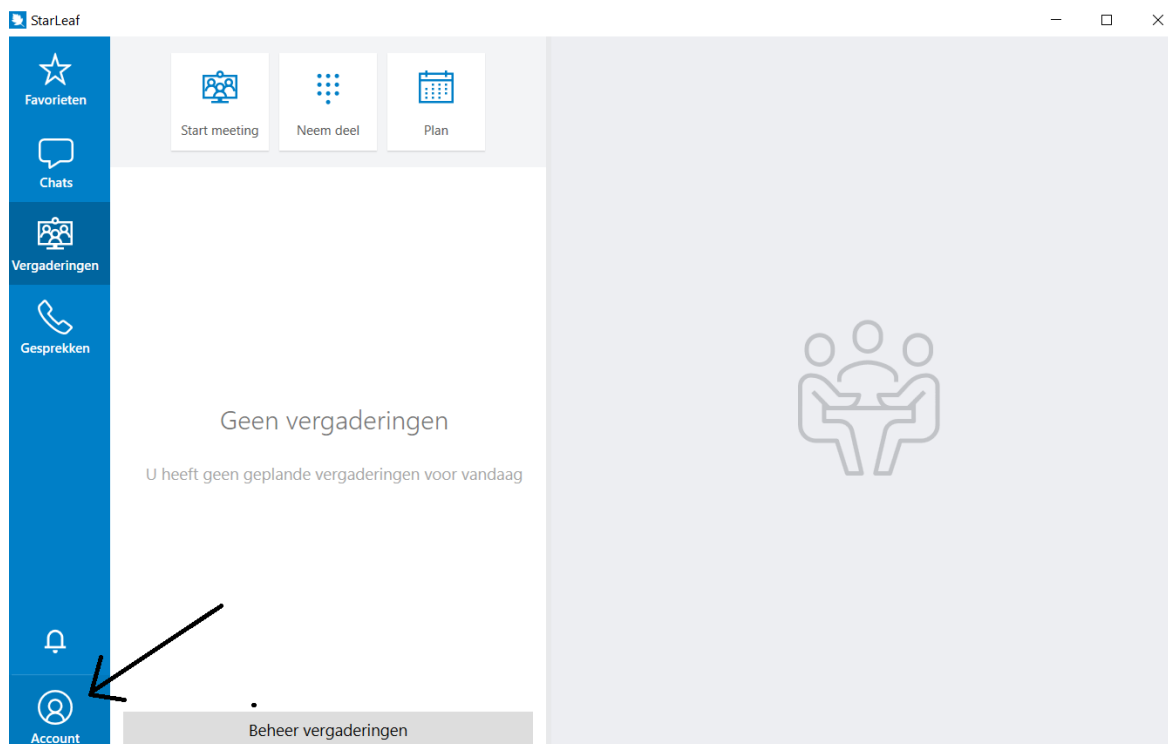 StarLeaf
Favorieten
Chats
Vergaderingen
Gesprekken
Account
Start meeting
Neem deel
Plan
Geen vergaderingen
U heeft geen geplande vergaderingen voor vandaag
Beheer vergaderingen